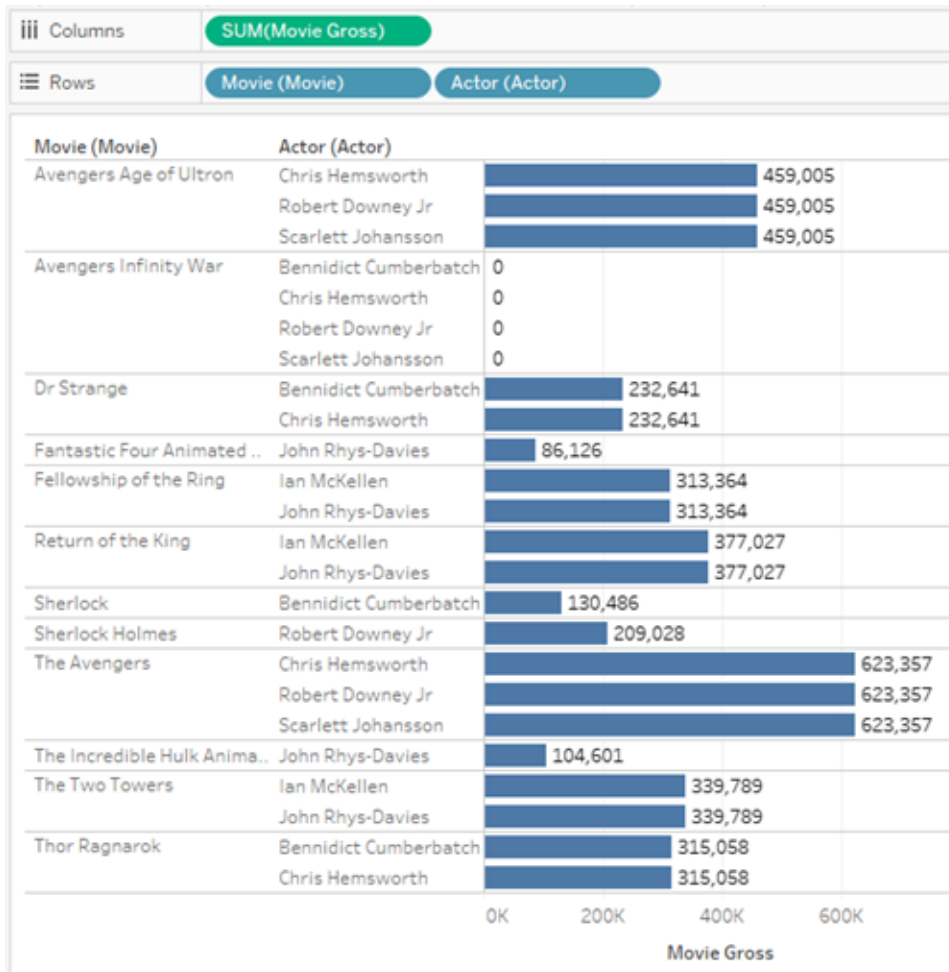 Columns SUM(Movie Gross)
Rows Movie (Movie) Actor (Actor)
Movie (Movie) Actor (Actor)
Avengers Age of Ultron Chris Hemsworth 459,005
Robert Downey Jr 459,005
Scarlett Johansson 459,005
Avengers Infinity War Bennidict Cumberbatch 0
Chris Hemsworth 0
Robert Downey Jr 0
Scarlett Johansson 0
Dr Strange Bennidict Cumberbatch 232,641
Chris Hemsworth 232,641
Fantastic Four Animated .. John Rhys-Davies 86,126
Fellowship of the Ring Ian McKellen 313,364
John Rhys-Davies 313,364
Return of the King Ian McKellen 377,027
John Rhys-Davies 377,027
Sherlock Bennidict Cumberbatch 130,486
Sherlock Holmes Robert Downey Jr 209,028
The Avengers Chris Hemsworth 623,357
Robert Downey Jr 623,357
Scarlett Johansson 623,357
The Incredible Hulk Anima.. John Rhys-Davies 104,601
The Two Towers Ian McKellen 339,789
John Rhys-Davies 339,789
Thor Ragnarok Bennidict Cumberbatch 315,058
Chris Hemsworth 315,058
0K 200K 400K 600K
Movie Gross